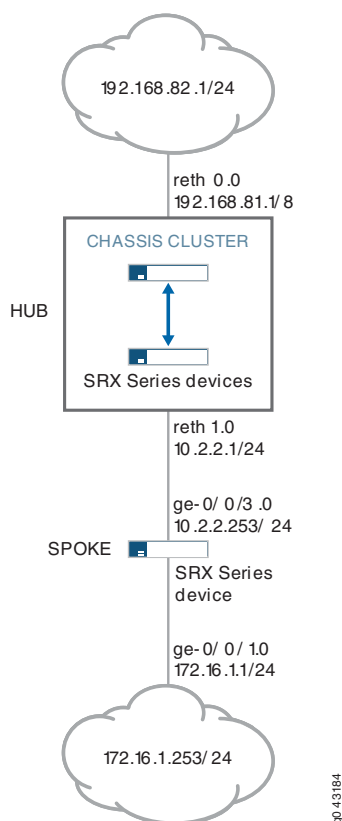 192.168.82.1/24
reth 0.0
192.168.81.1/8
CHASSIS CLUSTER
HUB
SRX Series devices
reth 1.0
10.2.2.1/24
ge-0/0/3.0
10.2.2.253/24
SPOKE
SRX Series
device
ge-0/0/1.0
172.16.1.1/24
172.16.1.253/24
g043184